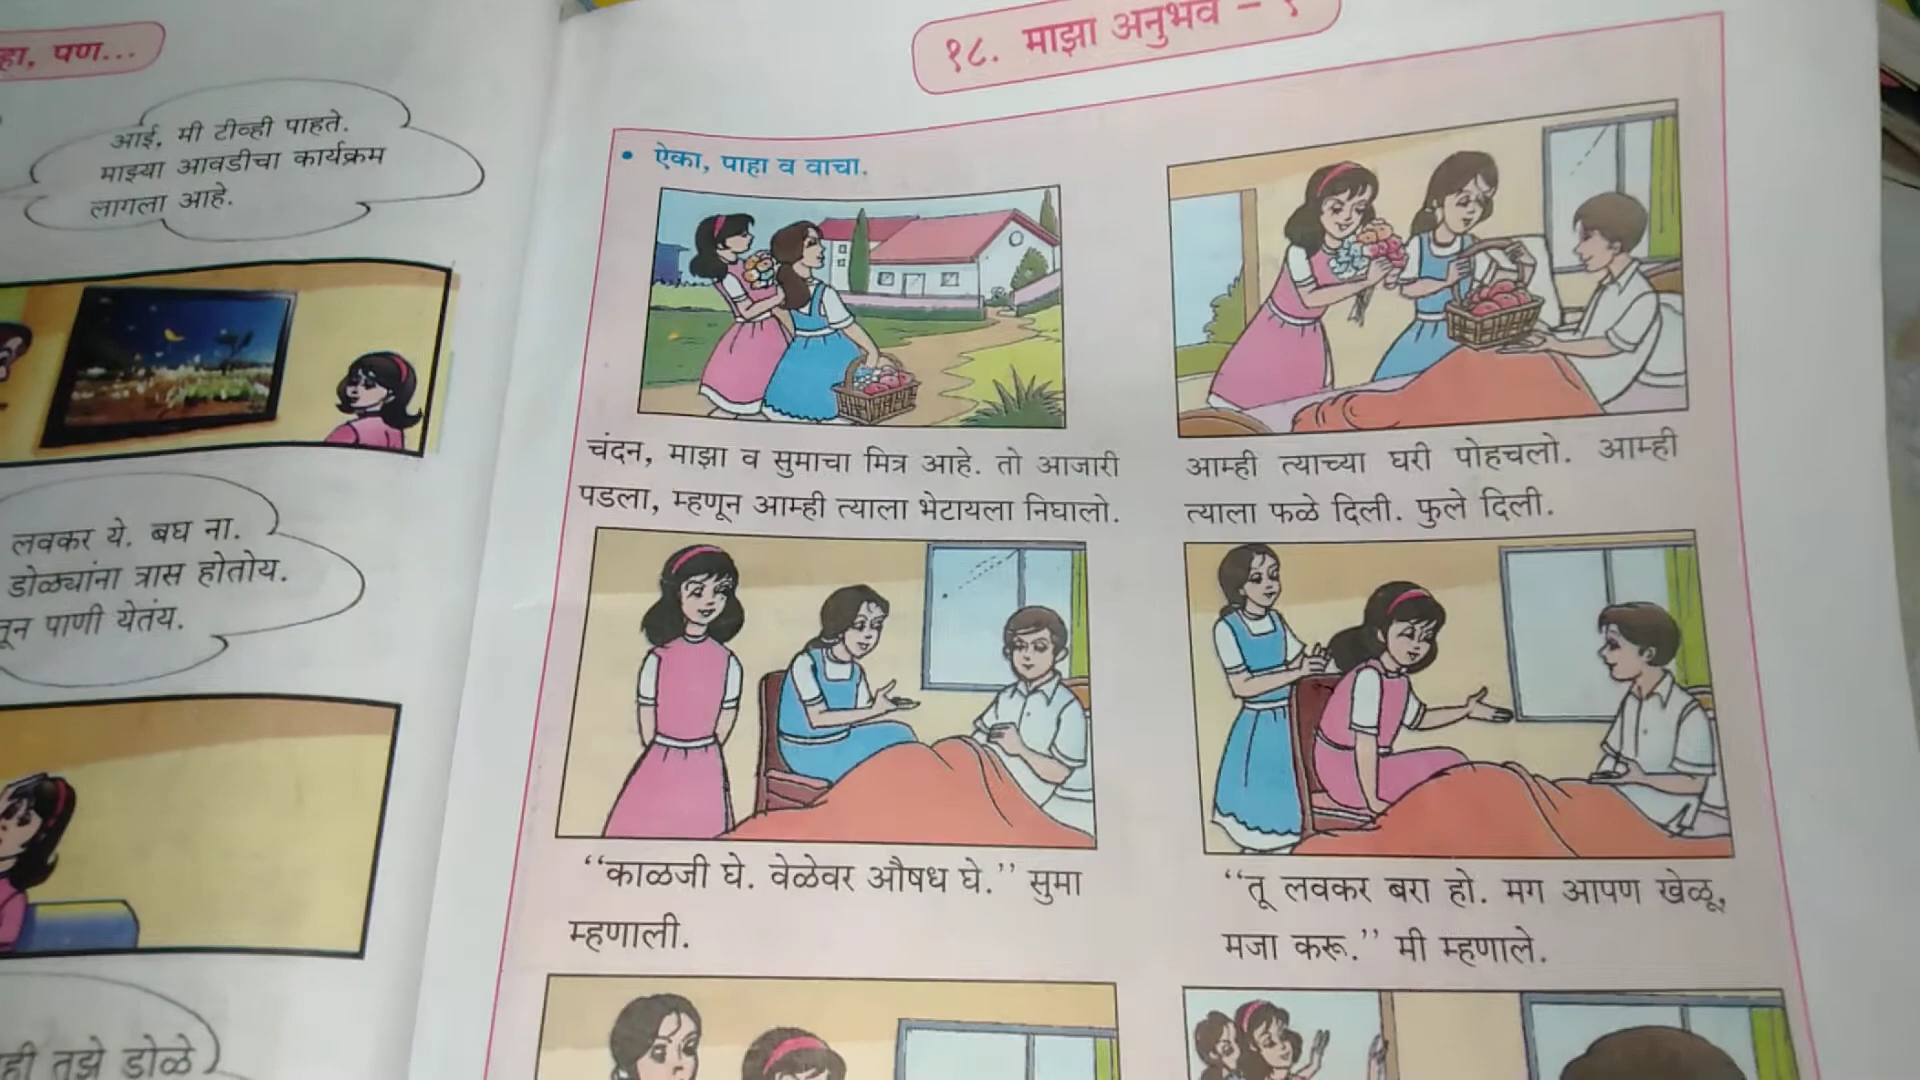 हा, पण...
आई, मी टीव्ही पाहते.
माझ्या आवडीचा कार्यक्रम
लागला आहे.
लवकर ये. बघ ना.
डोळ्यांना त्रास होतोय.
तून पाणी येतंय.
ही तुझे डोळे
१८. माझा अनुभव – १
• ऐका, पाहा व वाचा.
चंदन, माझा व सुमाचा मित्र आहे. तो आजारी
पडला, म्हणून आम्ही त्याला भेटायला निघालो.
आम्ही त्याच्या घरी पोहचलो. आम्ही
त्याला फळे दिली. फुले दिली.
“काळजी घे. वेळेवर औषध घे.” सुमा
म्हणाली.
“तू लवकर बरा हो. मग आपण खेळू,
मजा करू.” मी म्हणाले.